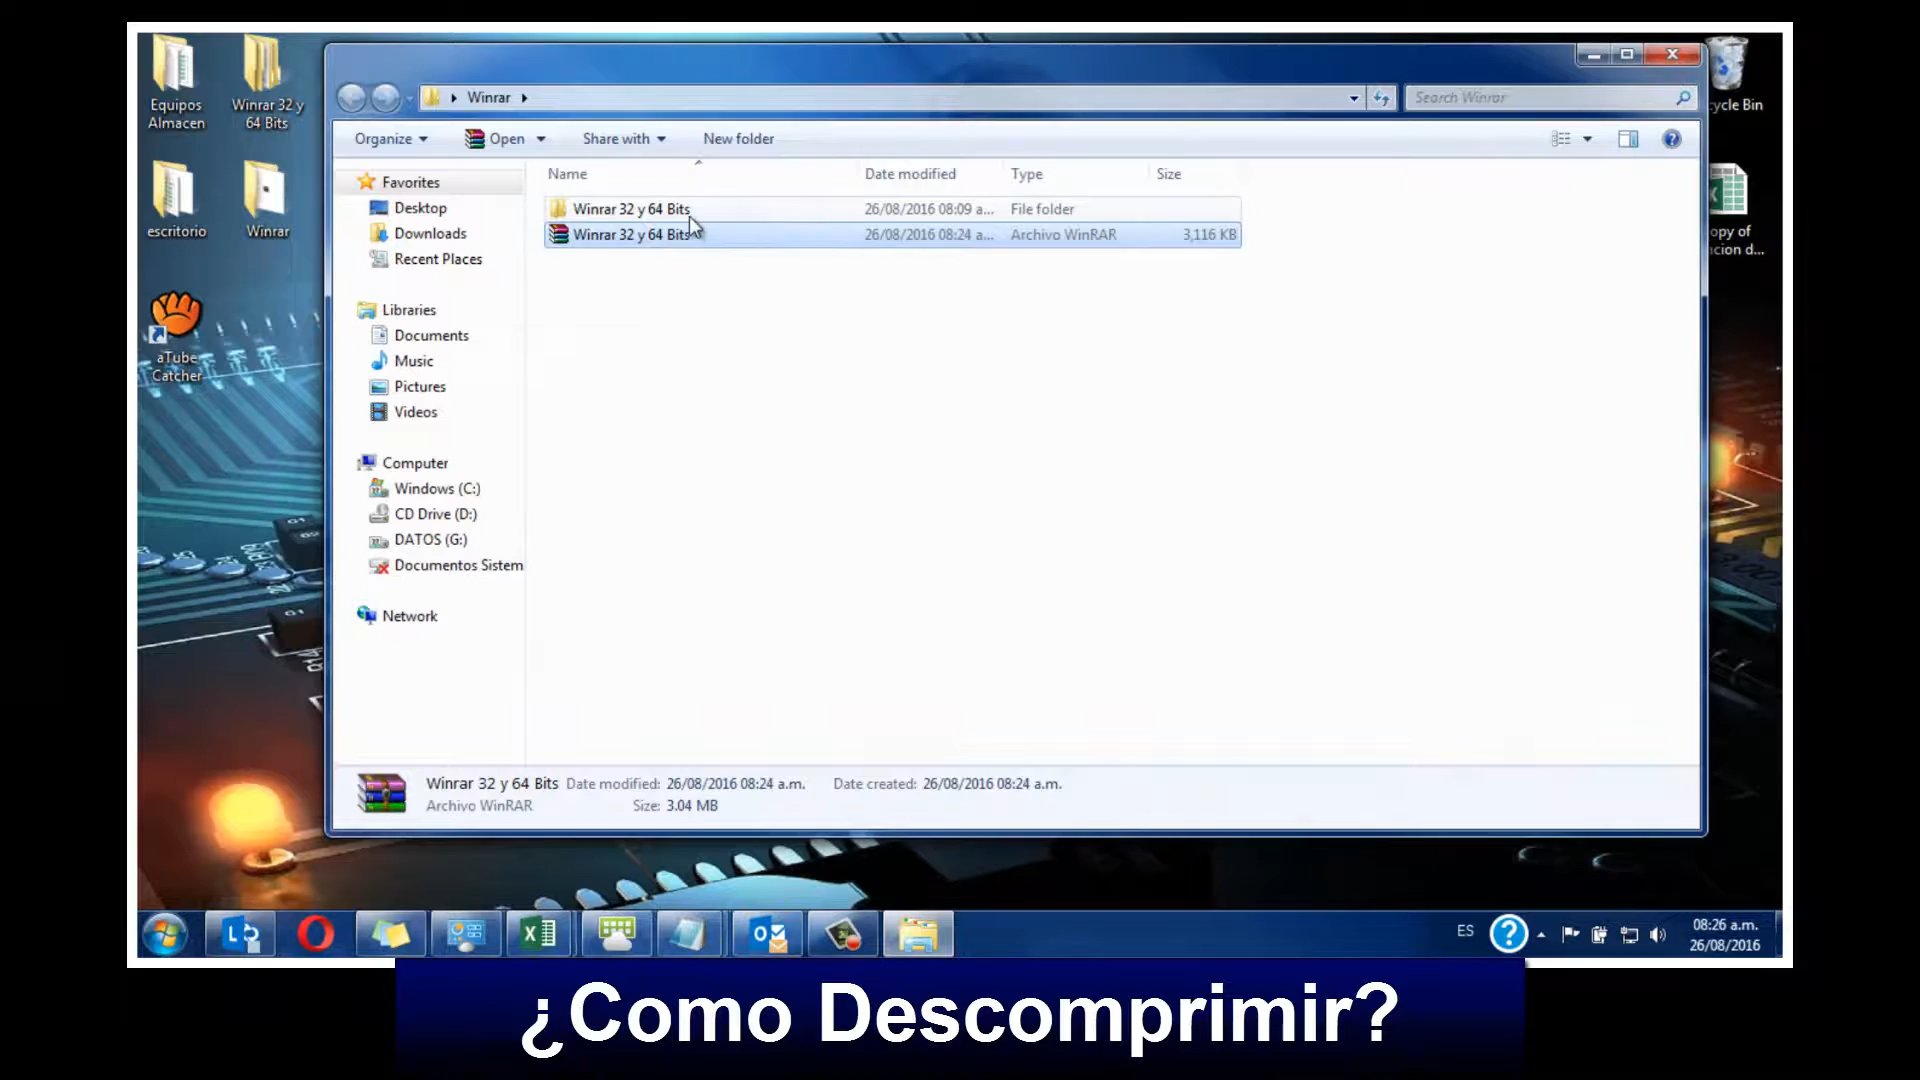 Equipos
Almacen
Winrar 32 y
64 Bits
escritorio
Winrar
aTube
Catcher
Winrar
Search Winrar
Organize
Open
Share with
New folder
Name
Date modified
Type
Size
Winrar 32 y 64 Bits
26/08/2016 08:09 a...
File folder
Winrar 32 y 64 Bits
26/08/2016 08:24 a...
Archivo WinRAR
3,116 KB
Favorites
Desktop
Downloads
Recent Places
Libraries
Documents
Music
Pictures
Videos
Computer
Windows (C:)
CD Drive (D:)
DATOS (G:)
Documentos Sistem
Network
Winrar 32 y 64 Bits Date modified: 26/08/2016 08:24 a.m. Date created: 26/08/2016 08:24 a.m.
Archivo WinRAR Size: 3.04 MB
cycle Bin
opy of
cion d...
ES
08:26 a.m.
26/08/2016
¿Como Descomprimir?